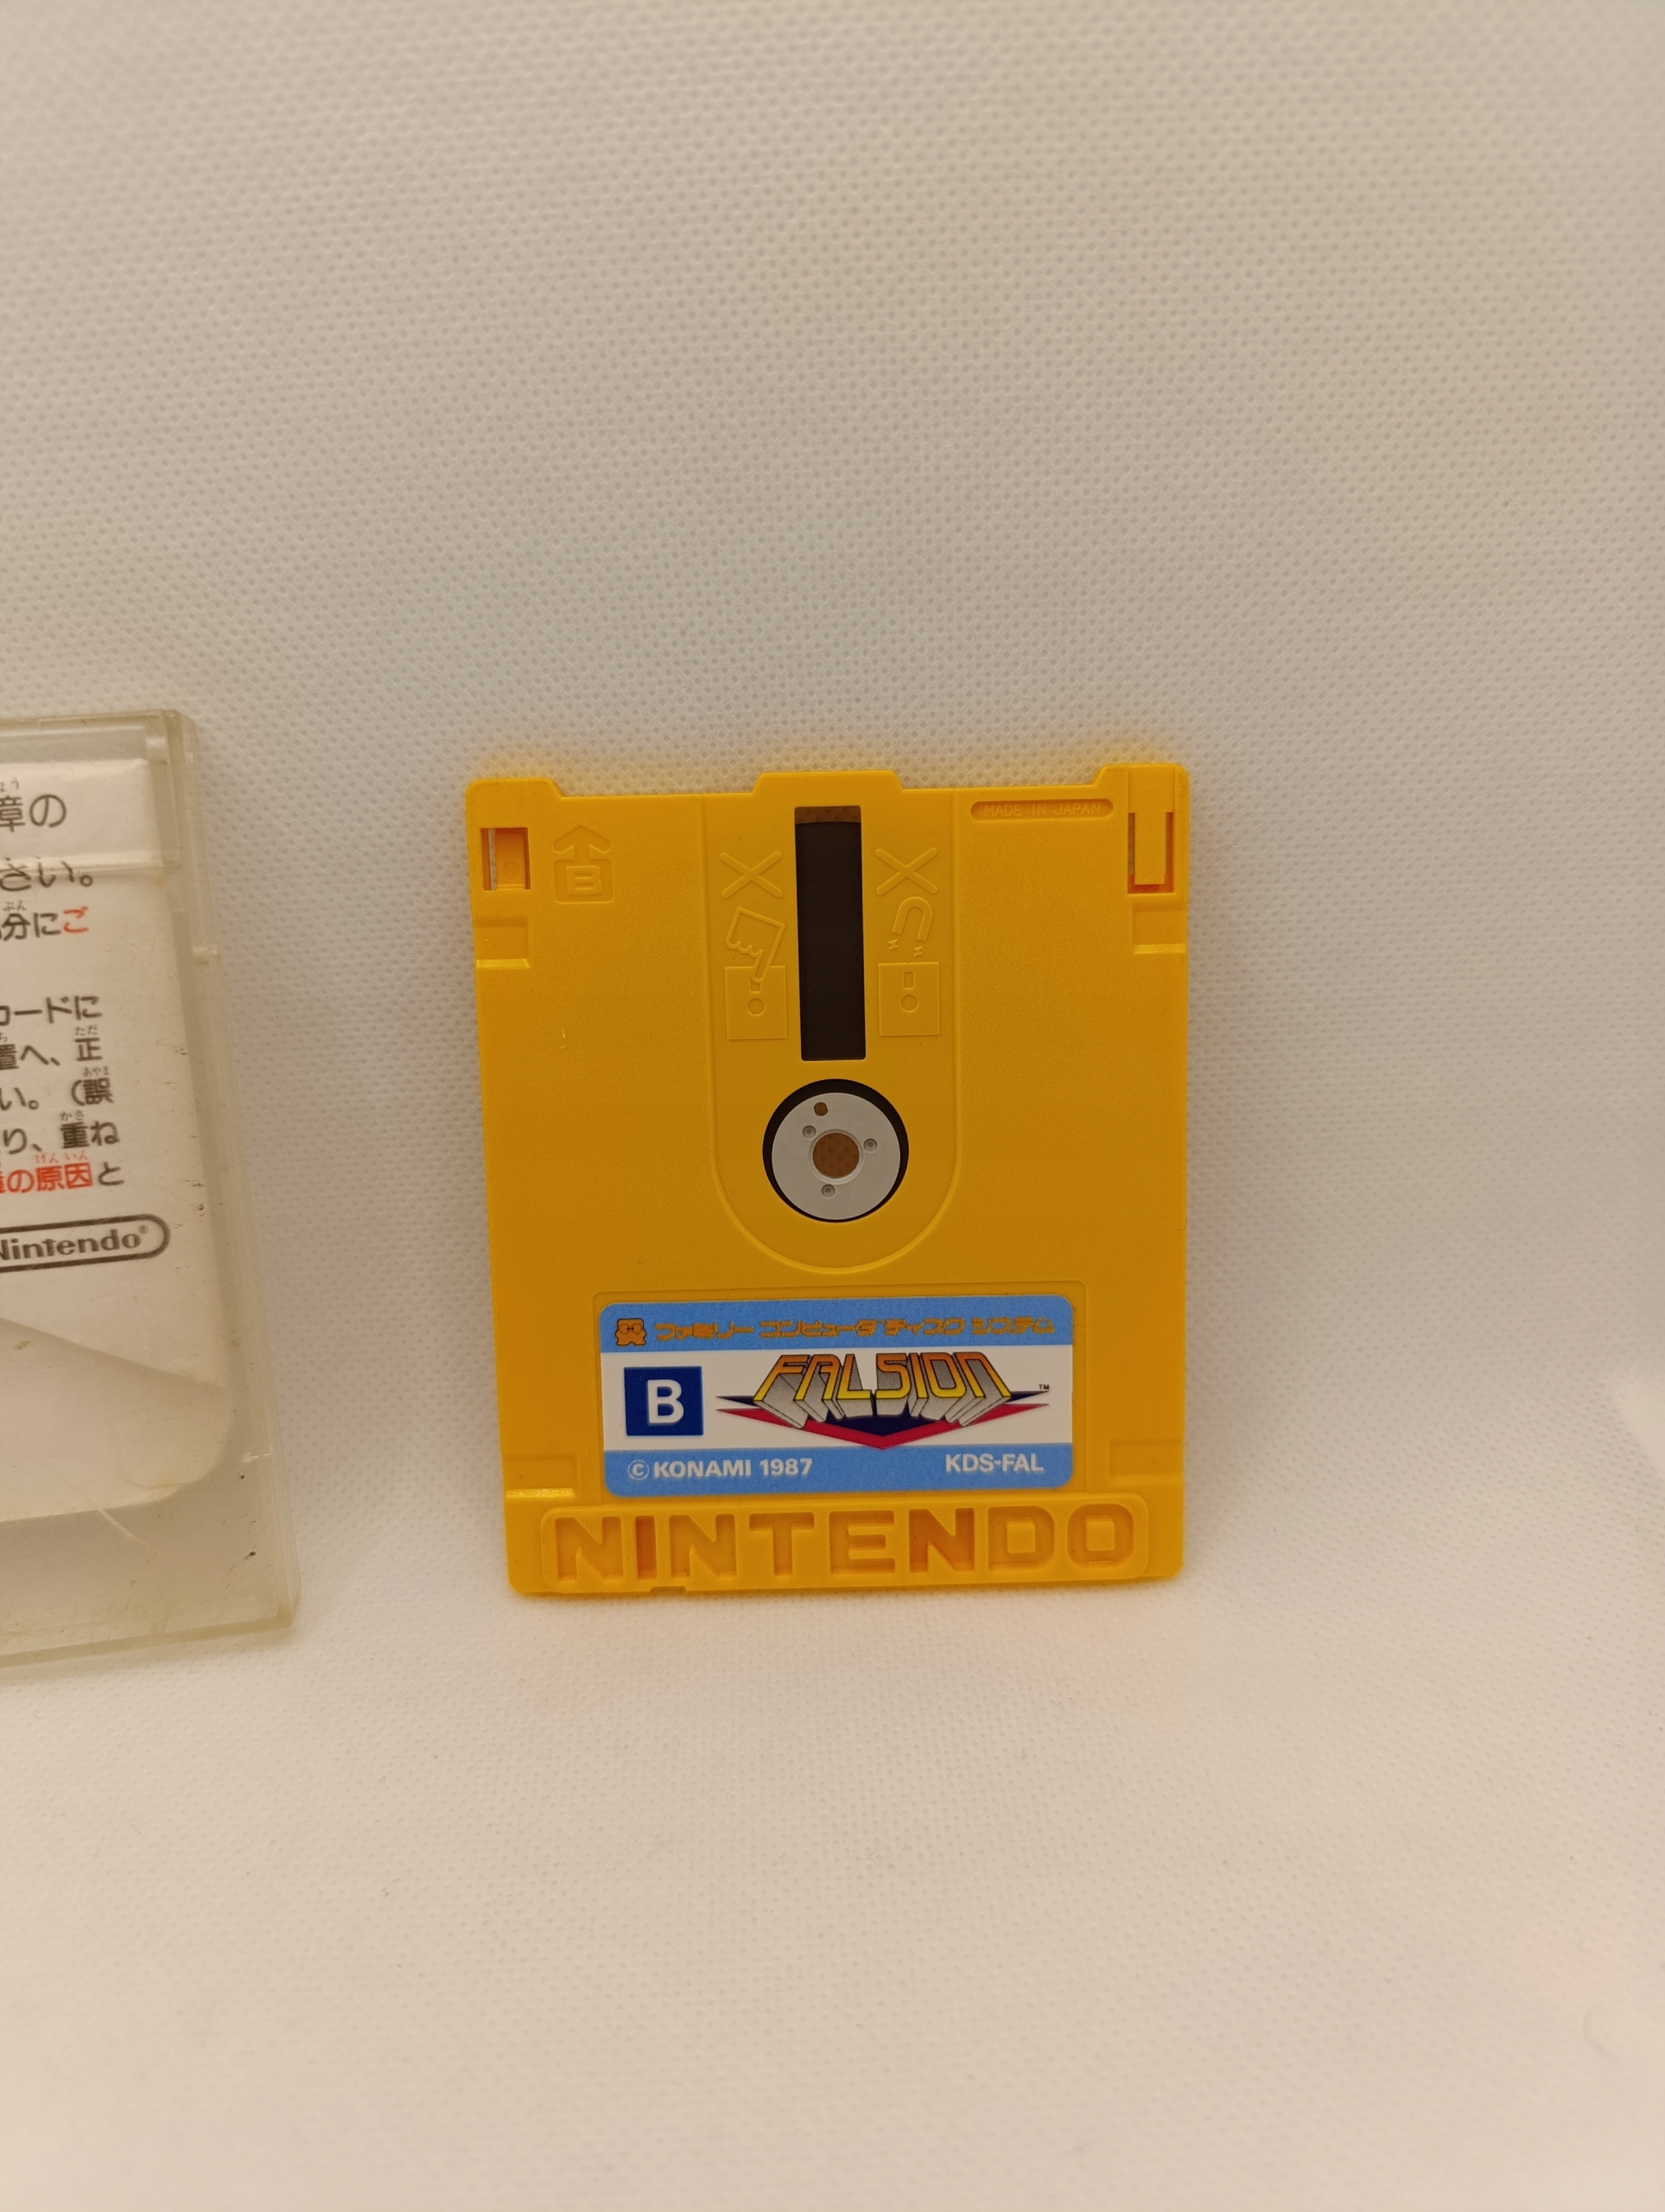 章の
さい。
分にご
カードに
置へ、正
い。(誤
り、重ね
の原因と
Nintendo®
MADE IN JAPAN
B
ファミリー コンピュータ ディスク システム
B
FALSION™
© KONAMI 1987
KDS-FAL
NINTENDO